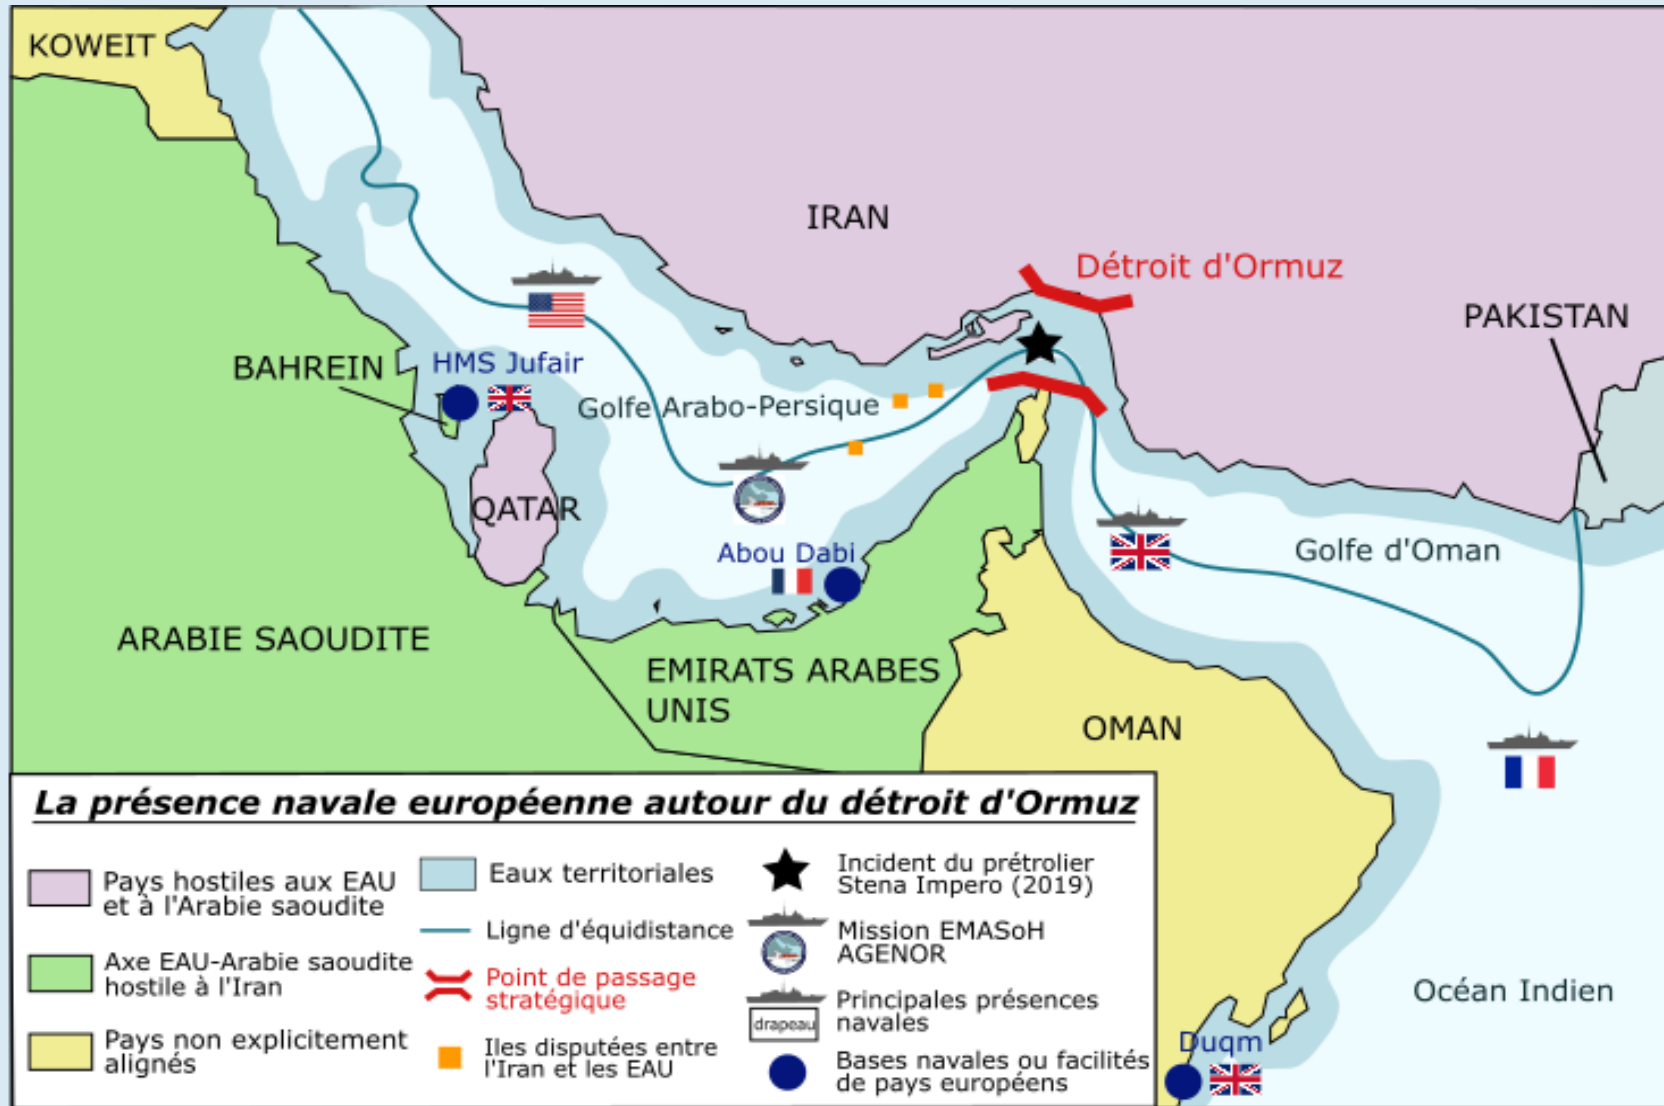 KOWEIT
IRAN
Détroit d'Ormuz
PAKISTAN
BAHREIN
HMS Jufair
Golfe Arabo-Persique
QATAR
Abou Dabi
Golfe d'Oman
ARABIE SAOUDITE
EMIRATS ARABES
UNIS
OMAN
Océan Indien
Duqm
La présence navale européenne autour du détroit d'Ormuz
Pays hostiles aux EAU
et à l'Arabie saoudite
Axe EAU-Arabie saoudite
hostile à l'Iran
Pays non explicitement
alignés
Eaux territoriales
Ligne d'équidistance
Point de passage
stratégique
Iles disputées entre
l'Iran et les EAU
Incident du prétrolier
Stena Impero (2019)
Mission EMASoH
AGENOR
drapeau
Principales présences
navales
Bases navales ou facilités
de pays européens